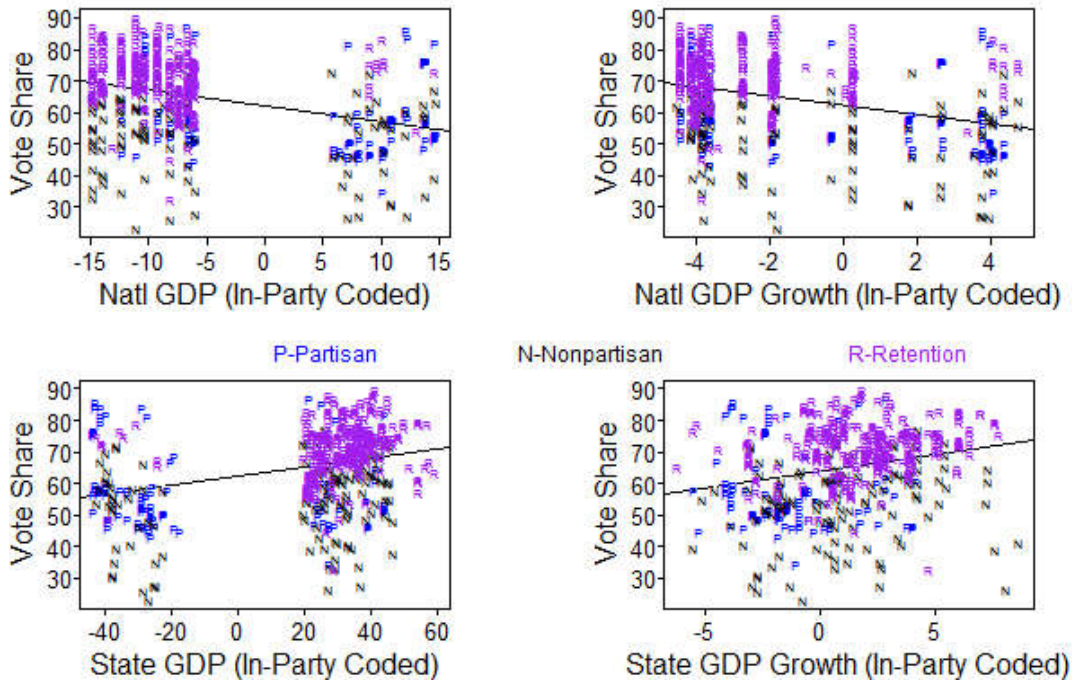 90
80
70
60
50
40
30
Vote Share
-15 -10 -5 0 5 10 15
Natl GDP (In-Party Coded)
90
80
70
60
50
40
30
Vote Share
-4 -2 0 2 4
Natl GDP Growth (In-Party Coded)
P-Partisan N-Nonpartisan R-Retention
90
80
70
60
50
40
30
Vote Share
-40 -20 0 20 40 60
State GDP (In-Party Coded)
90
80
70
60
50
40
30
Vote Share
-5 0 5
State GDP Growth (In-Party Coded)